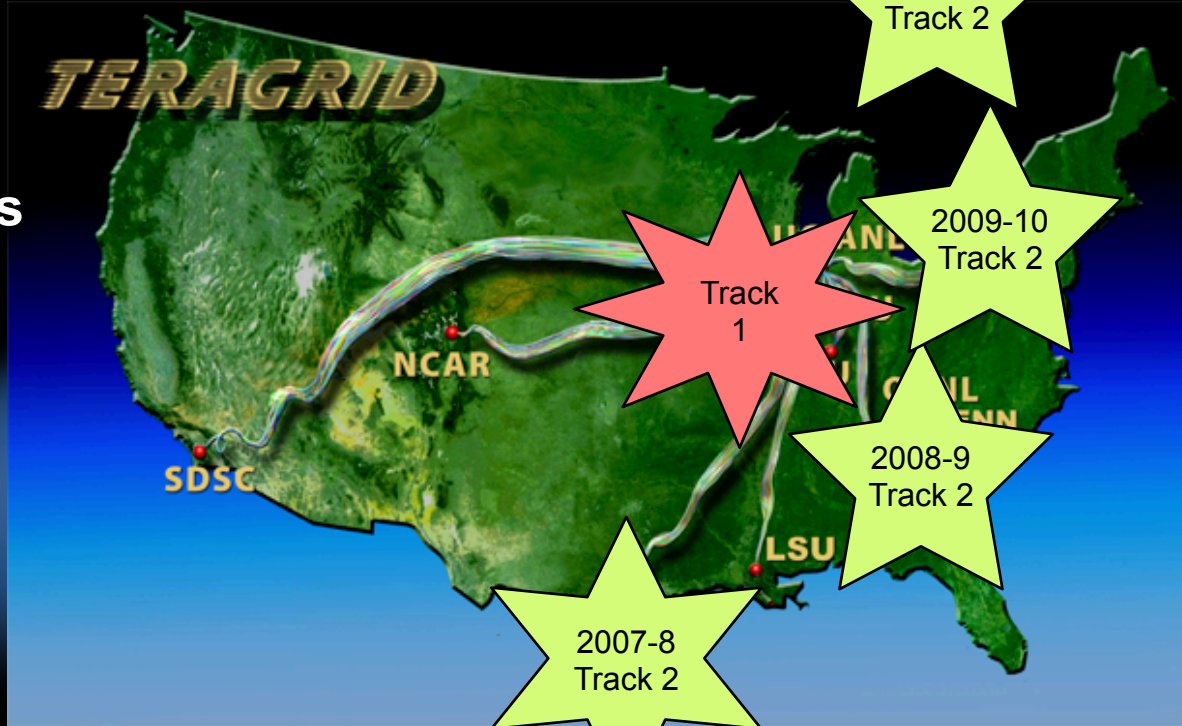 Track 2
TERAGRID
s
2009-10
Track 2
Track
1
NCAR
2008-9
Track 2
SDSC
LSU
2007-8
Track 2